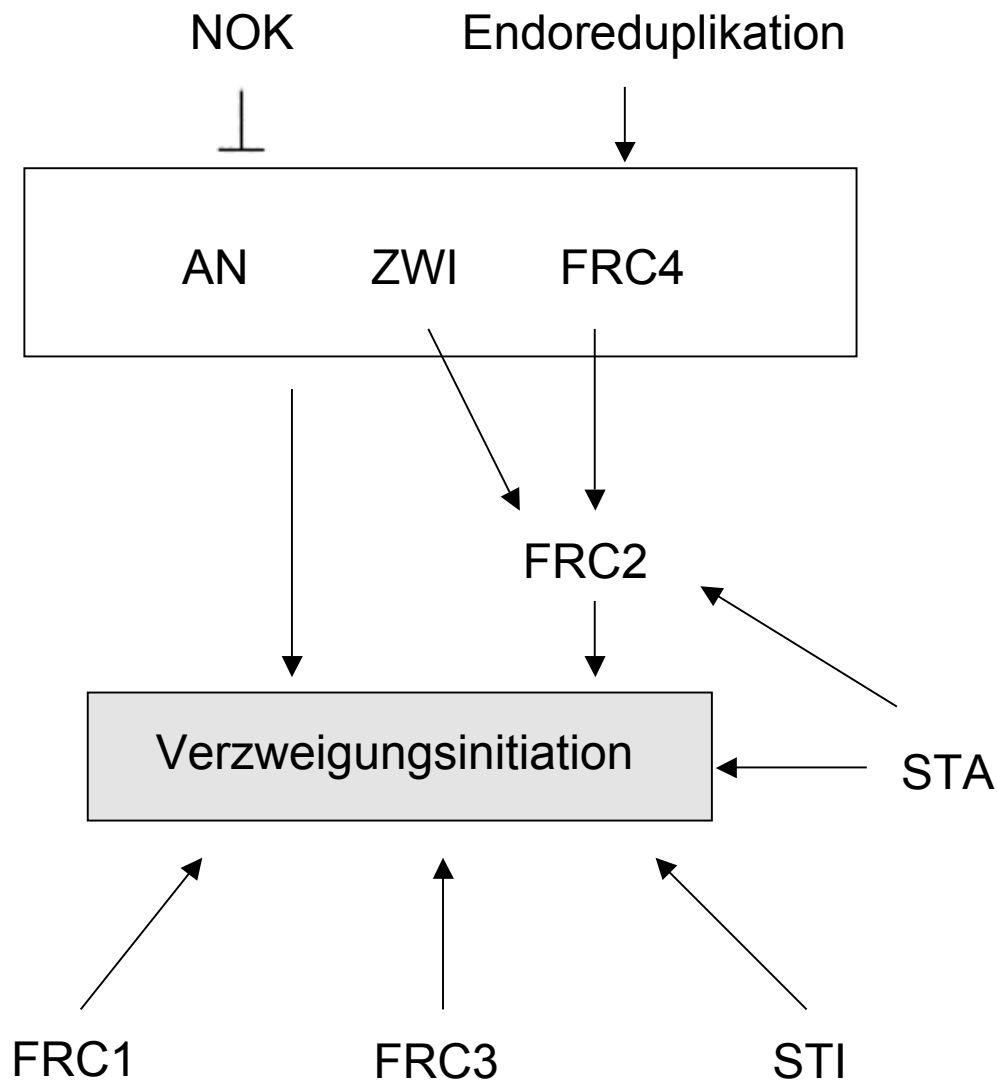 NOK Endoreduplikation
AN ZWI FRC4
FRC2
Verzweigungsinitiation
STA
FRC1 FRC3 STI